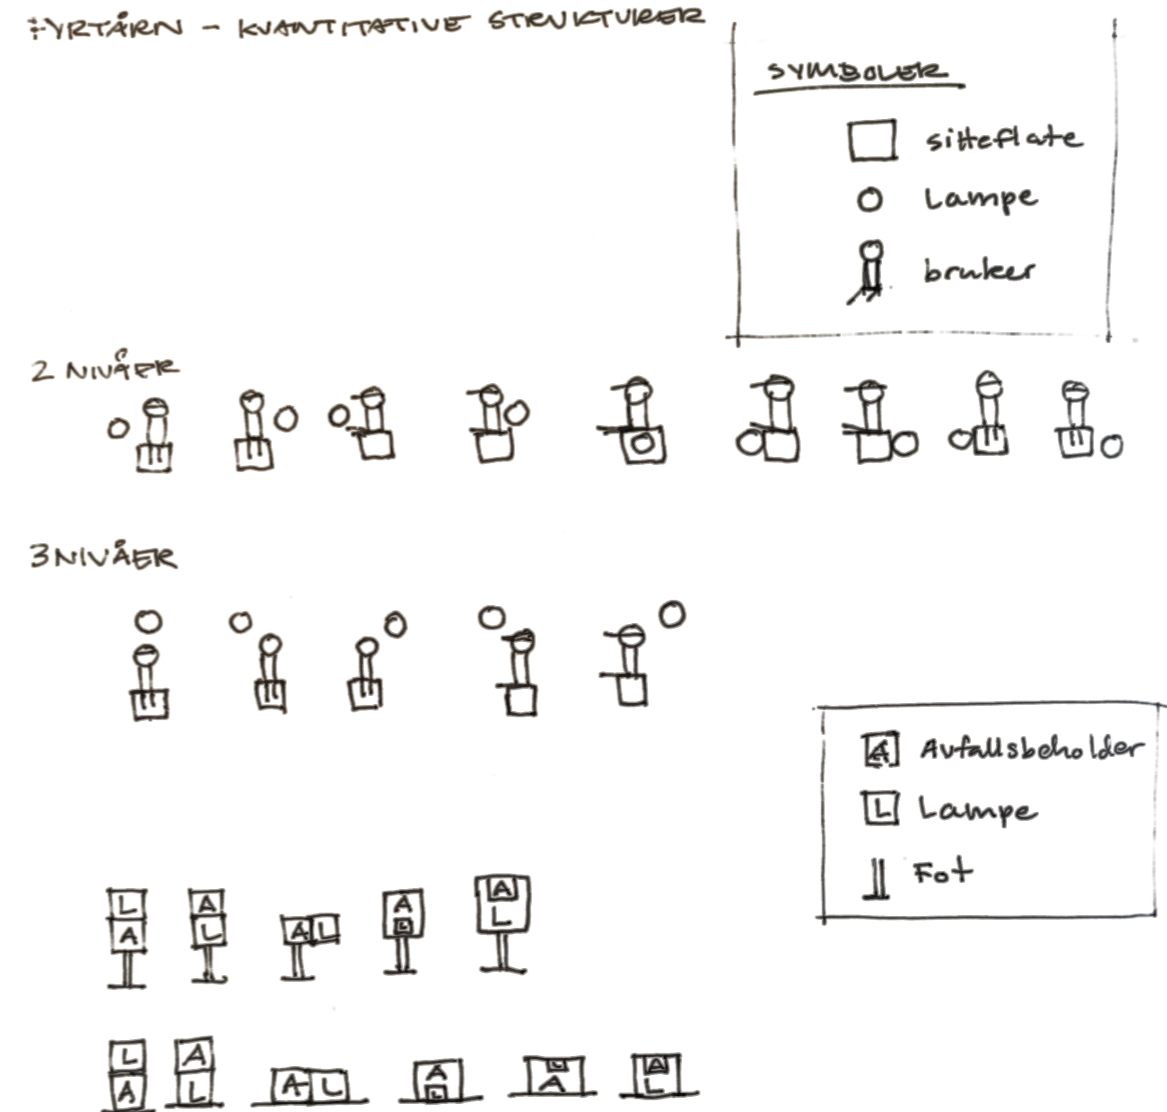 FYRTÅRN - KVANTITATIVE STRUKTURER
SYMBOLER
sitteflate
Lampe
bruker
2 NIVÅER
3 NIVÅER
A Avfallsbeholder
L Lampe
Fot
L A A A
A L A L L L
L A A L A
A L A L L A L